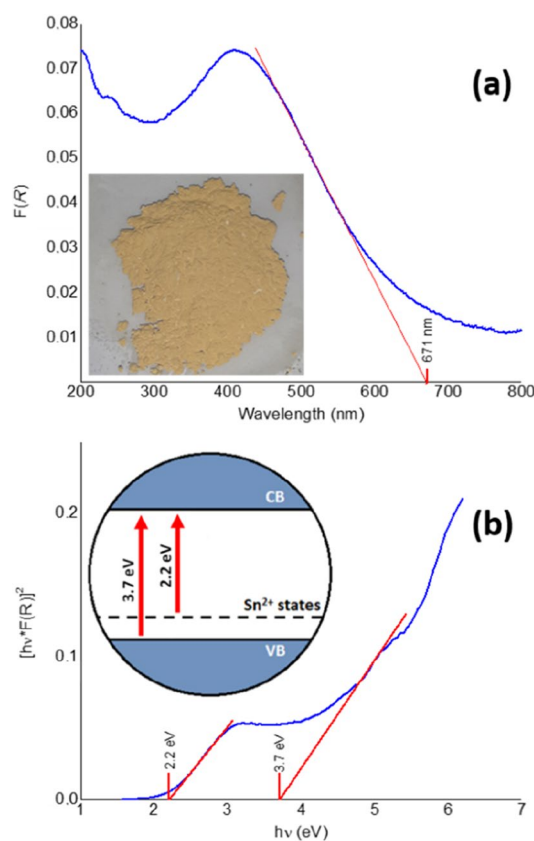 0.08
(a)
0.07
0.06
0.05
0.04
0.03
0.02
0.01
F(R)
671 nm
200 300 400 500 600 700 800
Wavelength (nm)
(b)
0.2
CB
3.7 eV
2.2 eV
Sn²⁺ states
VB
0.1
[hν*F(R)]²
2.2 eV
3.7 eV
0.0
1 2 3 4 5 6 7
hν (eV)